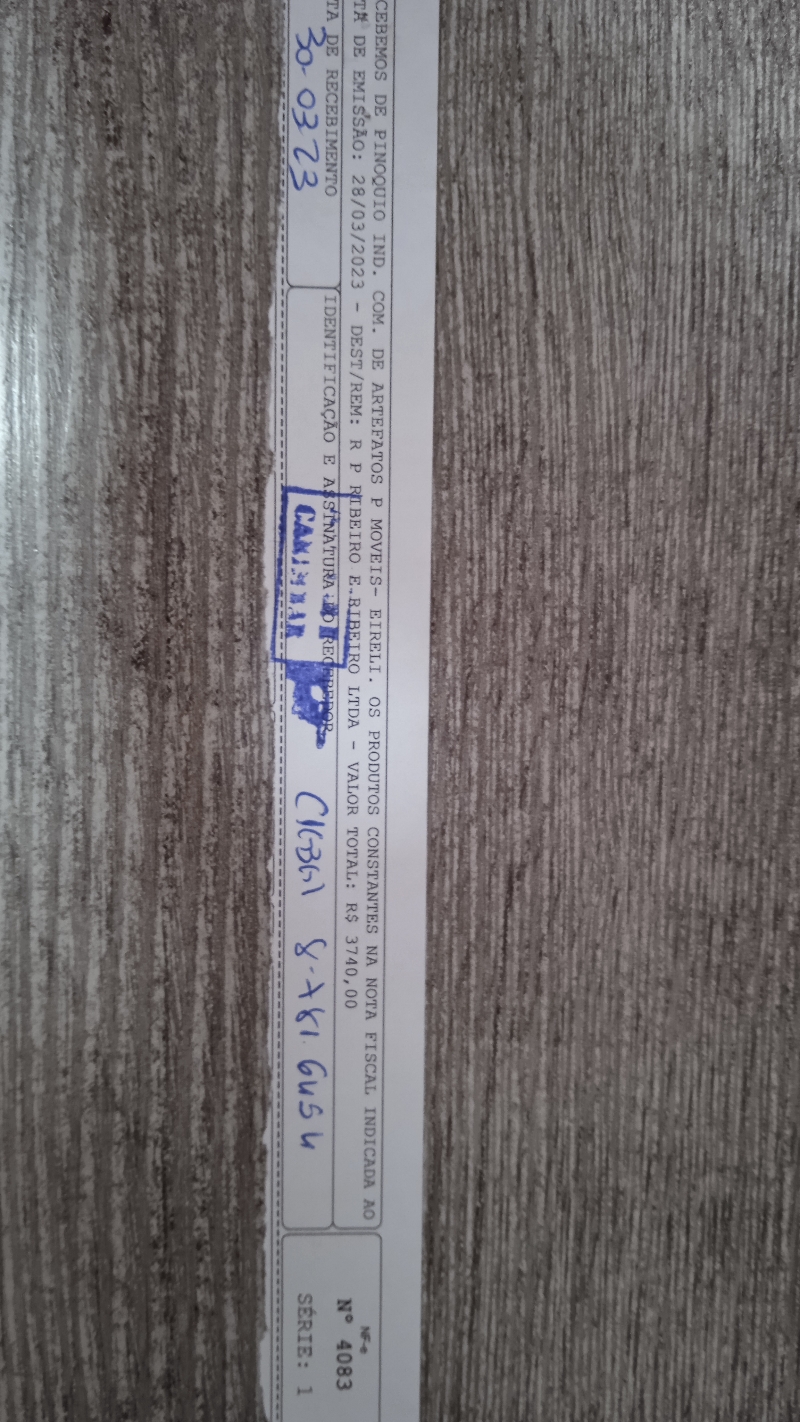 CEBEMOS DE PINOQUIO IND. COM. DE ARTEFATOS P MOVEIS- EIRELI. OS PRODUTOS CONSTANTES NA NOTA FISCAL INDICADA AO
TA DE EMISSÃO: 28/03/2023 - DEST/REM: R P RIBEIRO E RIBEIRO LTDA - VALOR TOTAL: R$ 3740,00
TA DE RECEBIMENTO
30-03 23
IDENTIFICAÇÃO E ASSINATURA DO RECEBEDOR
NF-e
Nº 4083
SÉRIE: 1